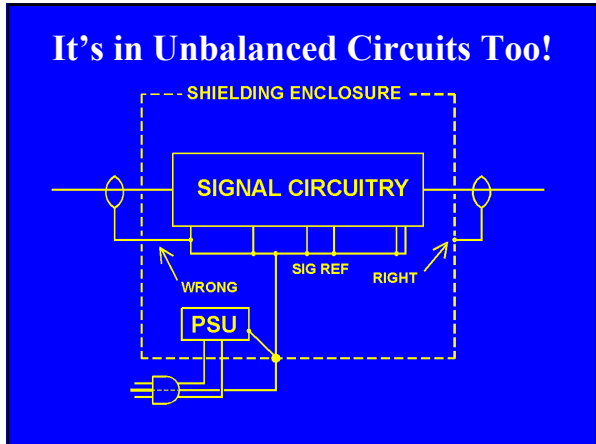 It's in Unbalanced Circuits Too!
SHIELDING ENCLOSURE
SIGNAL CIRCUITRY
SIG REF
WRONG
RIGHT
PSU